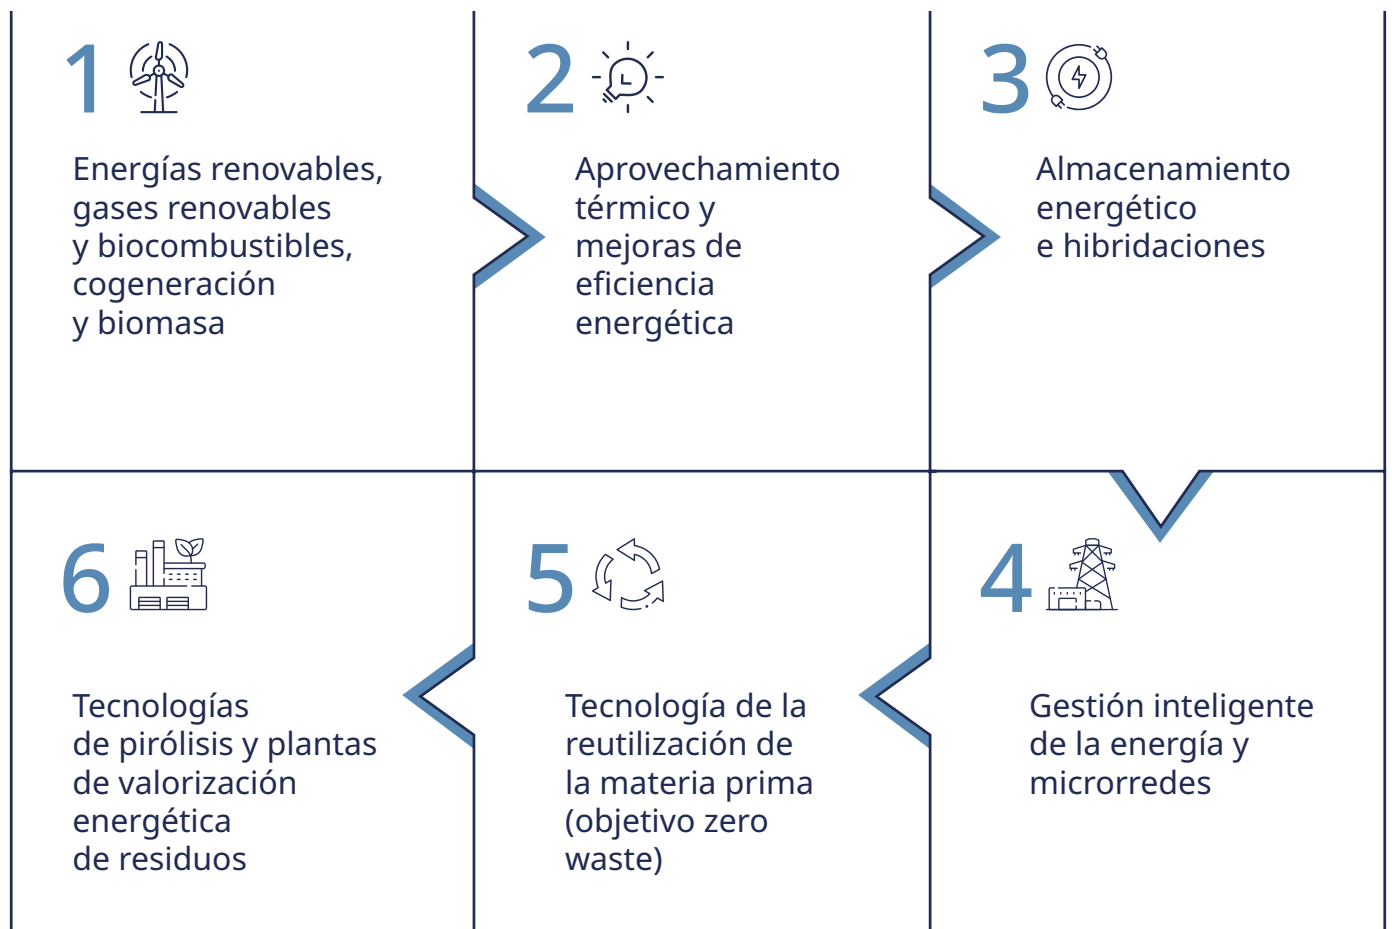 1
Energías renovables,
gases renovables
y biocombustibles,
cogeneración
y biomasa
2
Aprovechamiento
térmico y
mejoras de
eficiencia
energética
3
Almacenamiento
energético
e hibridaciones
4
Gestión inteligente
de la energía y
microrredes
5
Tecnología de la
reutilización de
la materia prima
(objetivo zero
waste)
6
Tecnologías
de pirólisis y plantas
de valorización
energética
de residuos